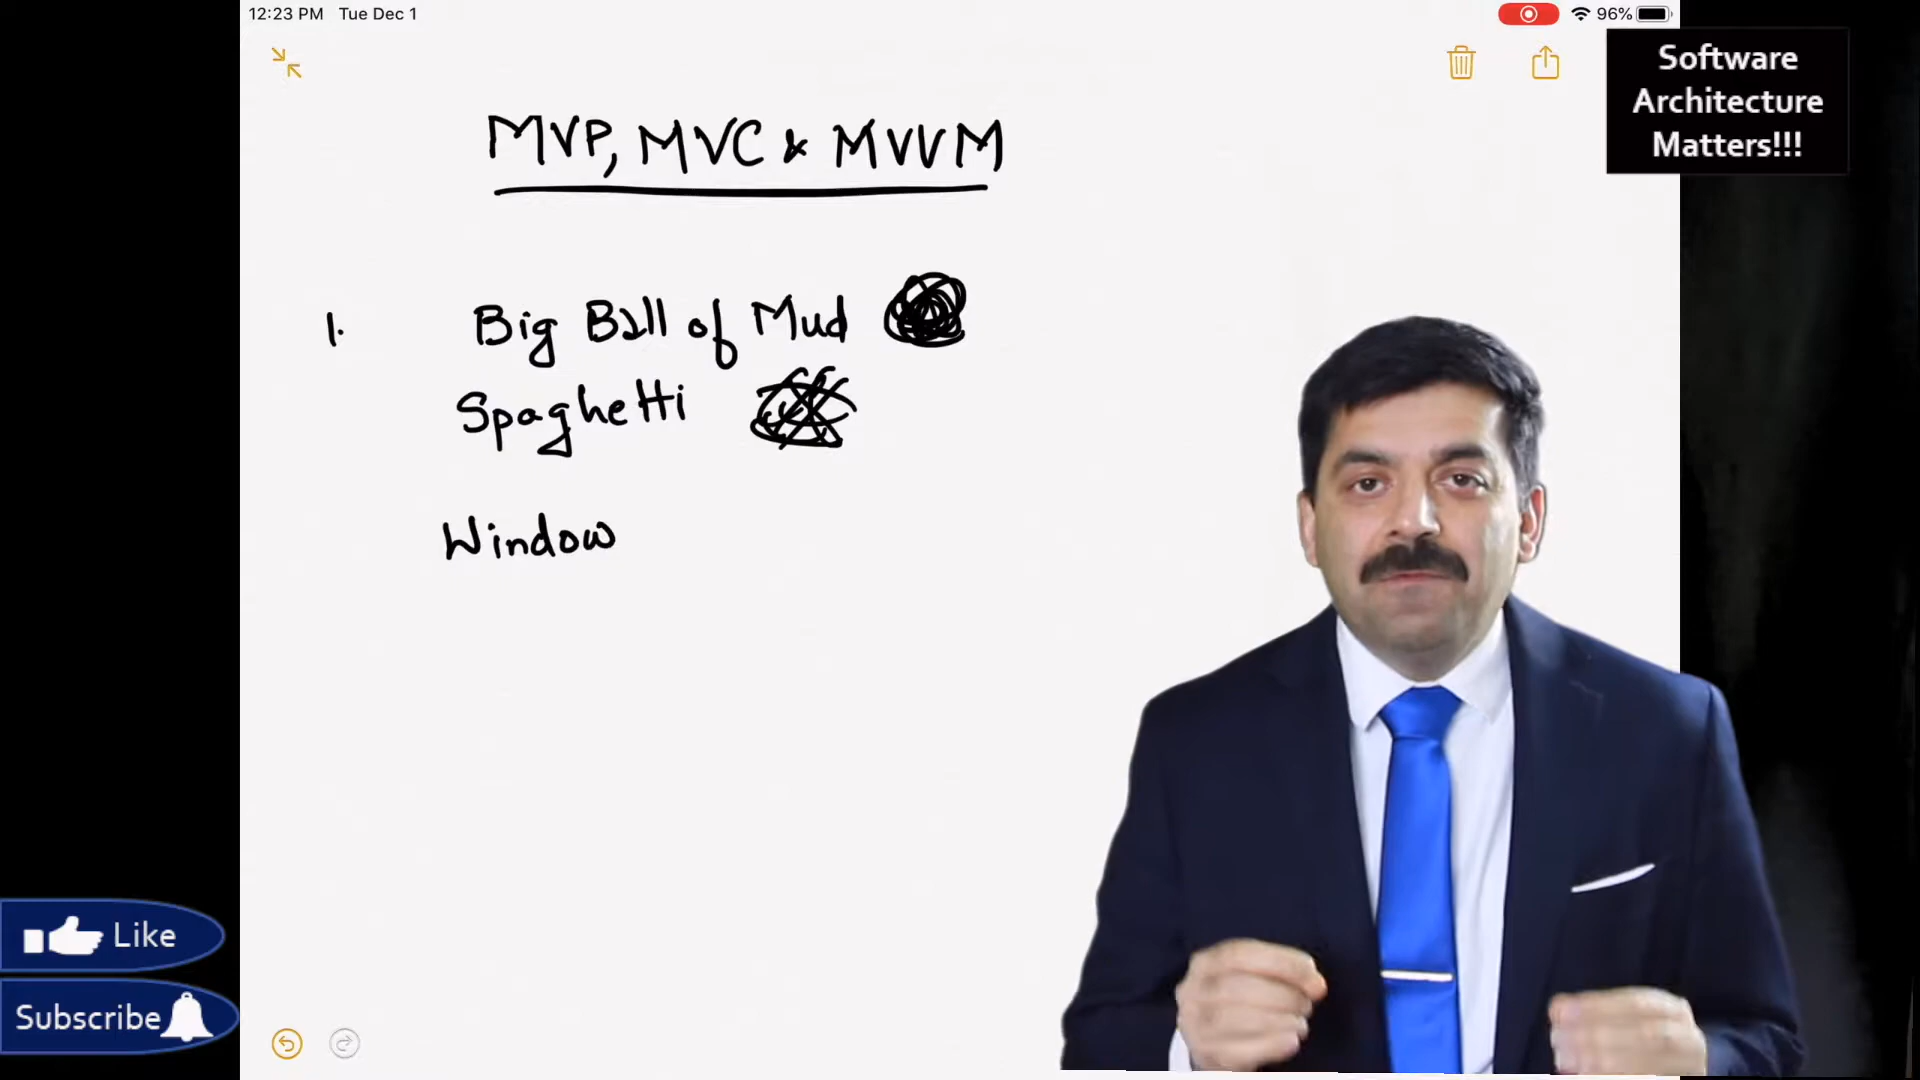 12:23 PM Tue Dec 1
96%
Software
Architecture
Matters!!!
MVP, MVC & MVVM
1. Big Ball of Mud
Spaghetti
Window
Like
Subscribe